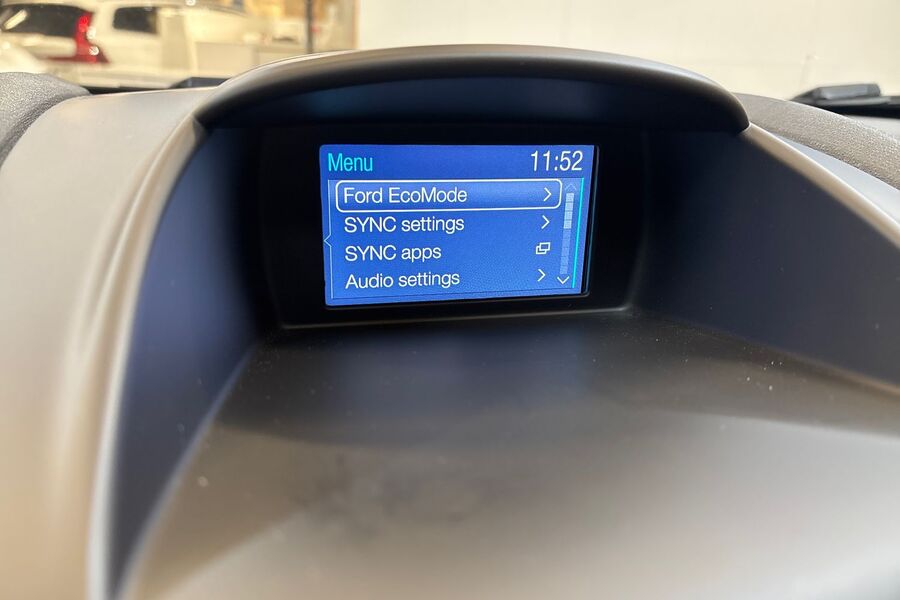 Menu 11:52
Ford EcoMode
SYNC settings
SYNC apps
Audio settings